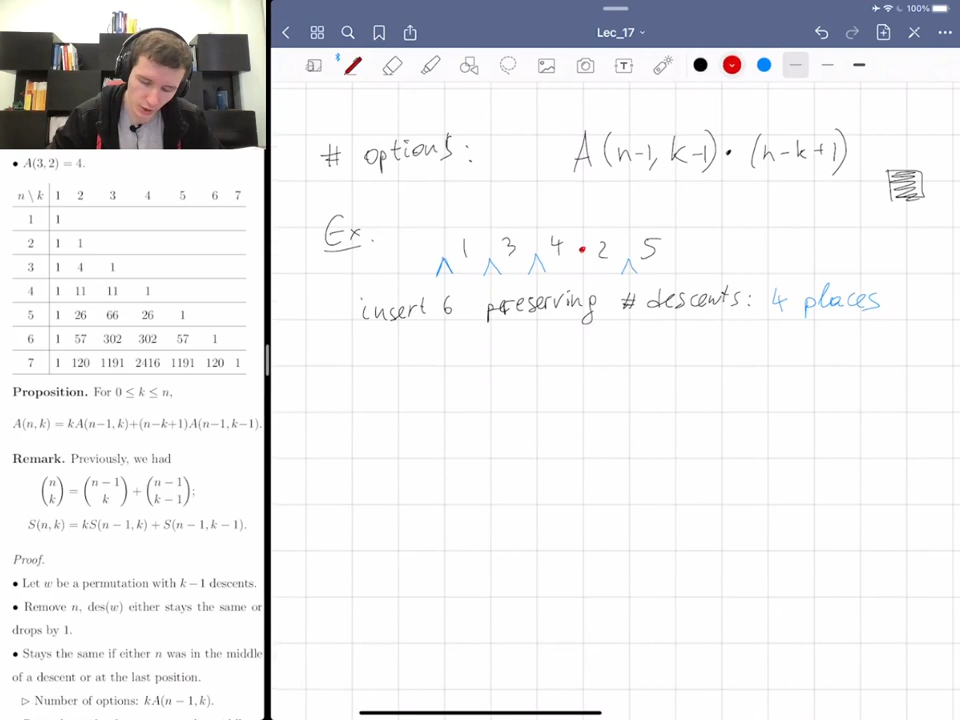 100%
Lec_17
• A(3, 2) = 4.
n \ k 1 2 3 4 5 6 7
1 1
2 1 1
3 1 4 1
4 1 11 11 1
5 1 26 66 26 1
6 1 57 302 302 57 1
7 1 120 1191 2416 1191 120 1
Proposition. For 0 ≤ k ≤ n,
A(n, k) = kA(n−1, k)+(n−k+1)A(n−1, k−1).
Remark. Previously, we had
(n k) = (n − 1 k) + (n − 1 k − 1);
S(n, k) = kS(n − 1, k) + S(n − 1, k − 1).
Proof.
• Let w be a permutation with k − 1 descents.
• Remove n, des(w) either stays the same or
drops by 1.
• Stays the same if either n was in the middle
of a descent or at the last position.
▷ Number of options: kA(n − 1, k).
# options: A(n-1, k-1) • (n-k+1)
Ex.
1 3 4 • 2 5
insert 6 preserving # descents: 4 places